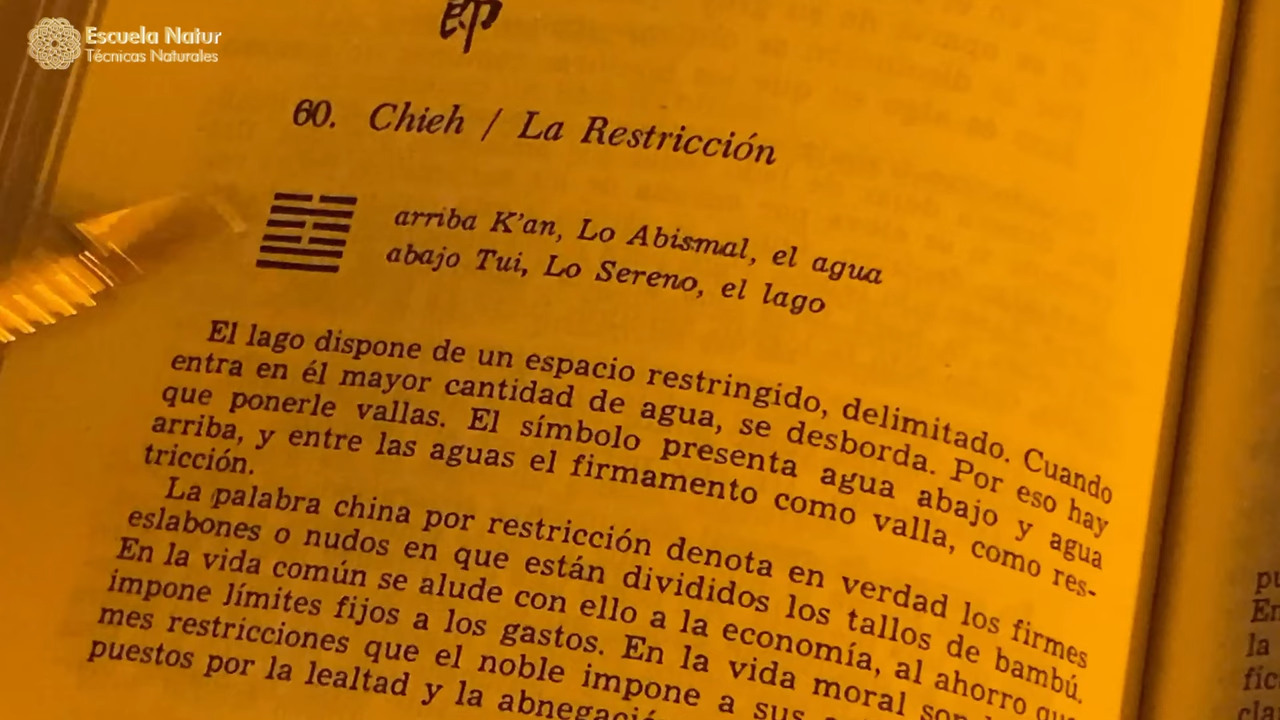 Escuela Natur
Técnicas Naturales
60. Chieh / La Restricción
arriba K'an, Lo Abismal, el agua
abajo Tui, Lo Sereno, el lago
El lago dispone de un espacio restringido, delimitado. Cuando
entra en él mayor cantidad de agua, se desborda. Por eso hay
que ponerle vallas. El símbolo presenta agua abajo y agua
arriba, y entre las aguas el firmamento como valla, como res-
tricción.
La palabra china por restricción denota en verdad los firmes
eslabones o nudos en que están divididos los tallos de bambú.
En la vida común se alude con ello a la economía, al ahorro que
impone límites fijos a los gastos. En la vida moral son
mes restricciones que el noble impone a sus
puestos por la lealtad y la
la